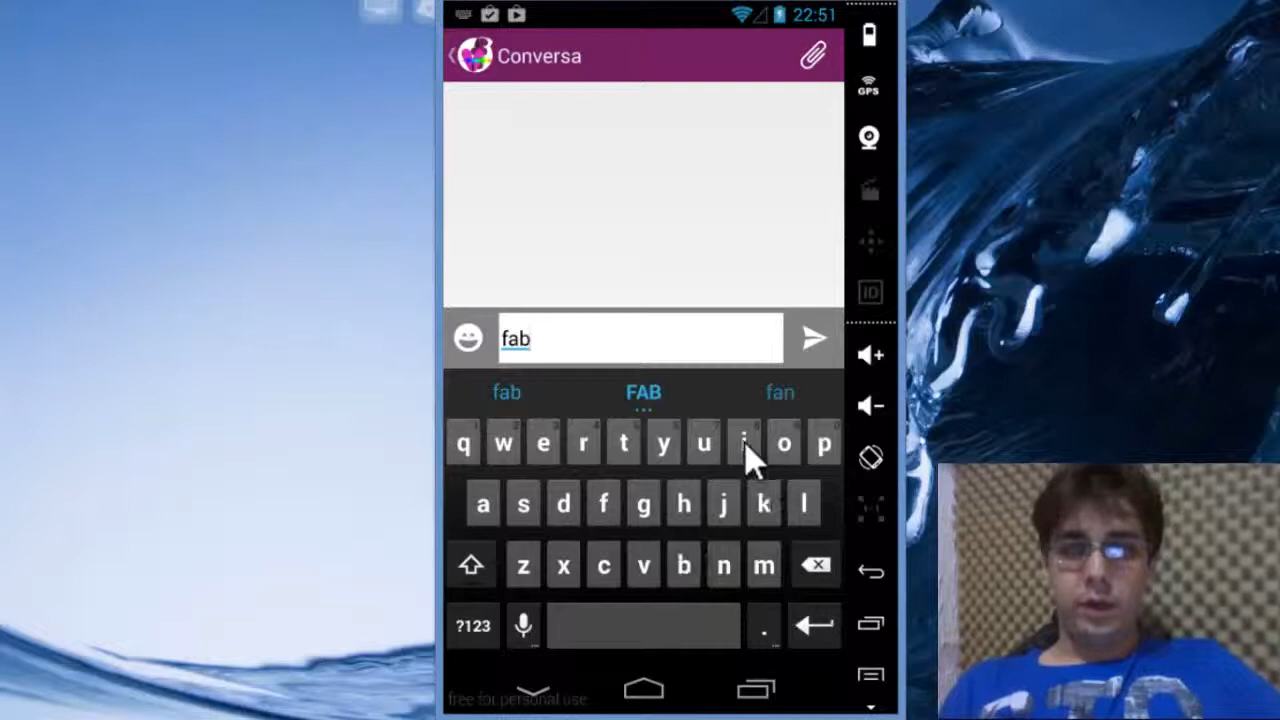 22:51
Conversa
GPS
ID
fab
fab FAB fan
q w e r t y u i o p
a s d f g h j k l
z x c v b n m
?123 .
free for personal use